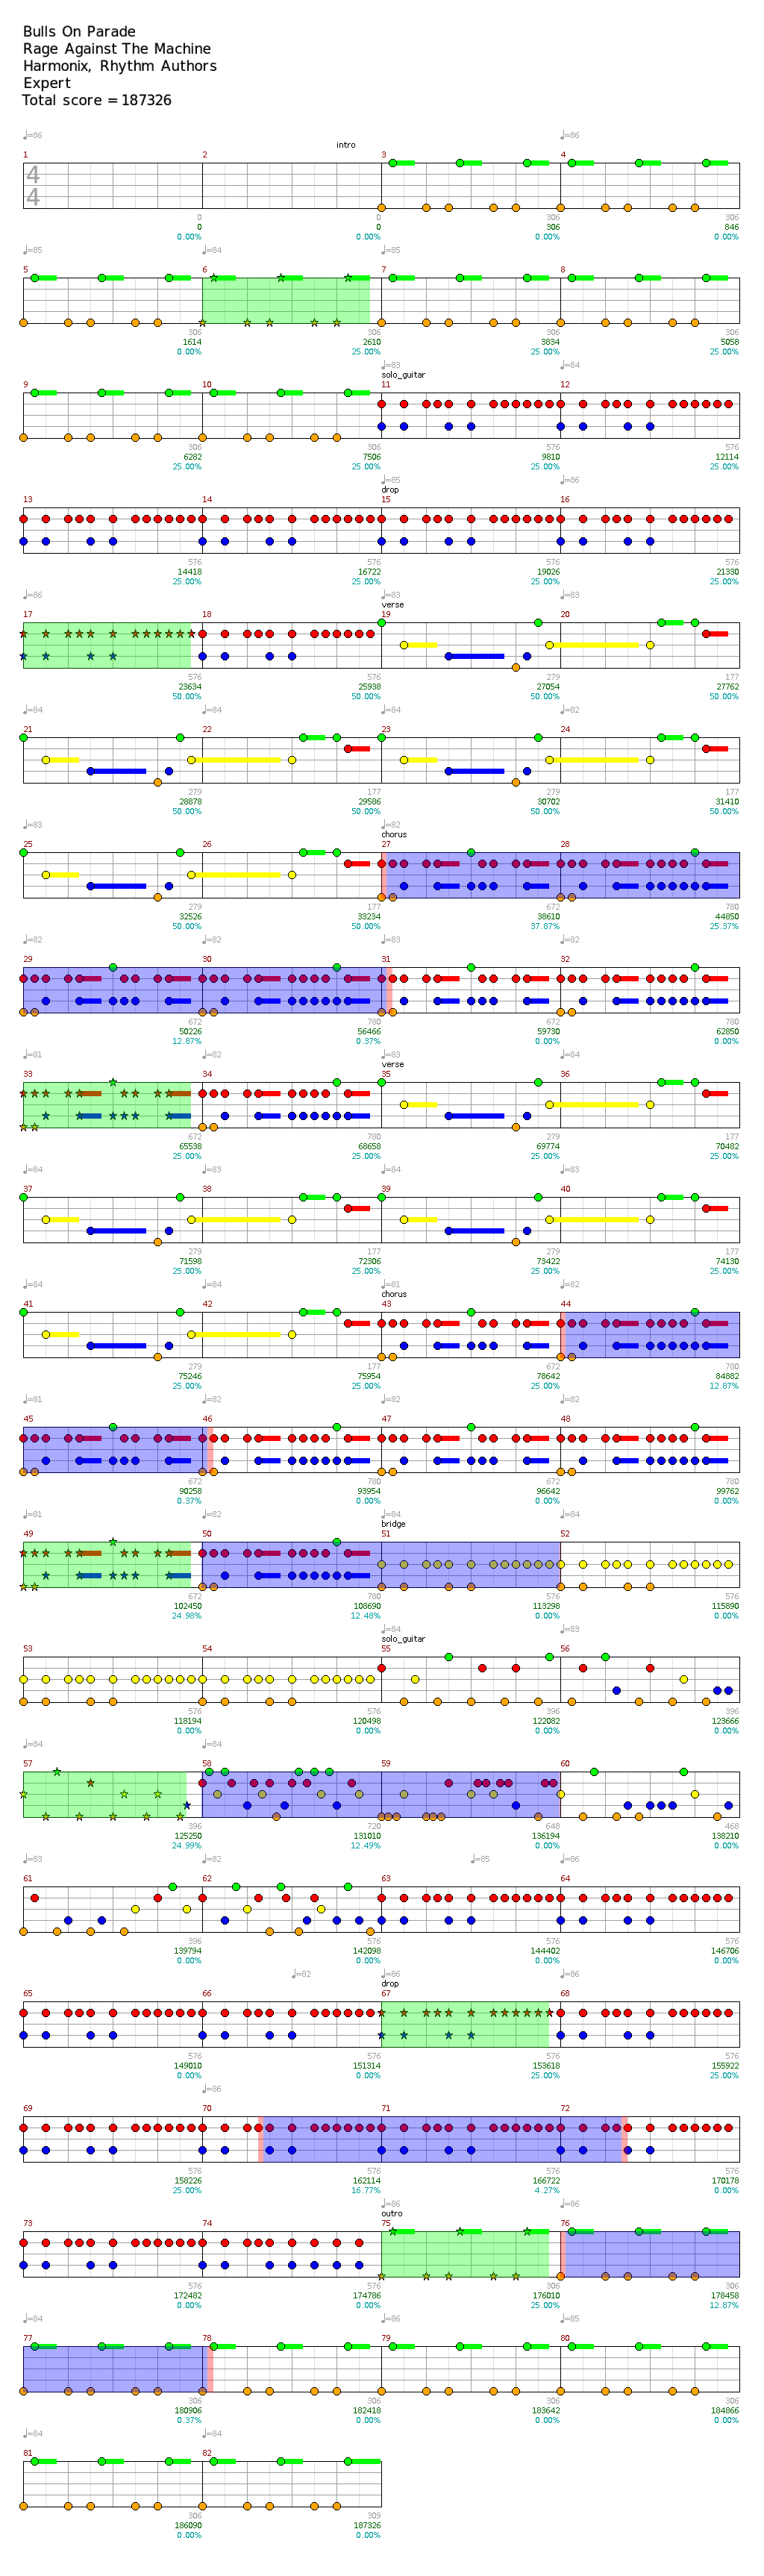 Bulls On Parade
Rage Against The Machine
Harmonix, Rhythm Authors
Expert
Total score = 187326
♩=86 ♩=86
intro
1 2 3 4
4
4
0 0 306 306
0 0 306 846
0.00% 0.00% 0.00% 0.00%
♩=85 ♩=84 ♩=85
5 6 7 8
306 306 306 306
1614 2610 3834 5058
0.00% 25.00% 25.00% 25.00%
♩=83 ♩=84
solo_guitar
9 10 11 12
306 306 576 576
6282 7506 9810 12114
25.00% 25.00% 25.00% 25.00%
♩=85 ♩=86
drop
13 14 15 16
576 576 576 576
14418 16722 19026 21330
25.00% 25.00% 25.00% 25.00%
♩=86 ♩=83 ♩=83
verse
17 18 19 20
576 576 279 177
23634 25938 27054 27762
50.00% 50.00% 50.00% 50.00%
♩=84 ♩=84 ♩=84 ♩=82
21 22 23 24
279 177 279 177
28878 29586 30702 31410
50.00% 50.00% 50.00% 50.00%
♩=83 ♩=82
chorus
25 26 27 28
279 177 672 780
32526 33234 38610 44850
50.00% 50.00% 37.87% 25.37%
♩=82 ♩=82 ♩=83
29 30 31 32
672 780 672 780
50226 56466 59730 62850
12.87% 0.37% 0.00% 0.00%
♩=81 ♩=82 ♩=83 ♩=84
verse
33 34 35 36
672 780 279 177
65538 68658 69774 70482
25.00% 25.00% 25.00% 25.00%
♩=84 ♩=83 ♩=84 ♩=83
37 38 39 40
279 177 279 177
71598 72306 73422 74130
25.00% 25.00% 25.00% 25.00%
♩=84 ♩=84 ♩=81 ♩=82
chorus
41 42 43 44
279 177 672 780
75246 75954 78642 84882
25.00% 25.00% 25.00% 12.87%
♩=81 ♩=82 ♩=82 ♩=82
45 46 47 48
672 780 672 780
90258 93954 96642 99762
0.37% 0.00% 0.00% 0.00%
♩=81 ♩=82 ♩=84 ♩=84
bridge
49 50 51 52
672 780 576 576
102450 108690 113298 115890
24.98% 12.48% 0.00% 0.00%
♩=84 ♩=83
solo_guitar
53 54 55 56
576 576 396 396
118194 120498 122082 123666
0.00% 0.00% 0.00% 0.00%
♩=84
57 58 59 60
396 720 648 468
125250 131010 136194 138210
24.99% 12.49% 0.00% 0.00%
♩=83 ♩=82 ♩=85 ♩=86
61 62 63 64
396 576 576 576
139794 142098 144402 146706
0.00% 0.00% 0.00% 0.00%
♩=82 ♩=86 ♩=86
drop
65 66 67 68
576 576 576 576
149010 151314 153618 155922
0.00% 0.00% 25.00% 25.00%
♩=86
69 70 71 72
576 576 576 576
158226 162114 166722 170178
25.00% 16.77% 4.27% 0.00%
♩=86 ♩=86
outro
73 74 75 76
576 576 306 306
172482 174786 176010 178458
0.00% 0.00% 25.00% 12.87%
♩=84 ♩=86 ♩=85
77 78 79 80
306 306 306 306
180906 182418 183642 184866
0.37% 0.00% 0.00% 0.00%
♩=84 ♩=84
81 82
306 309
186090 187326
0.00% 0.00%